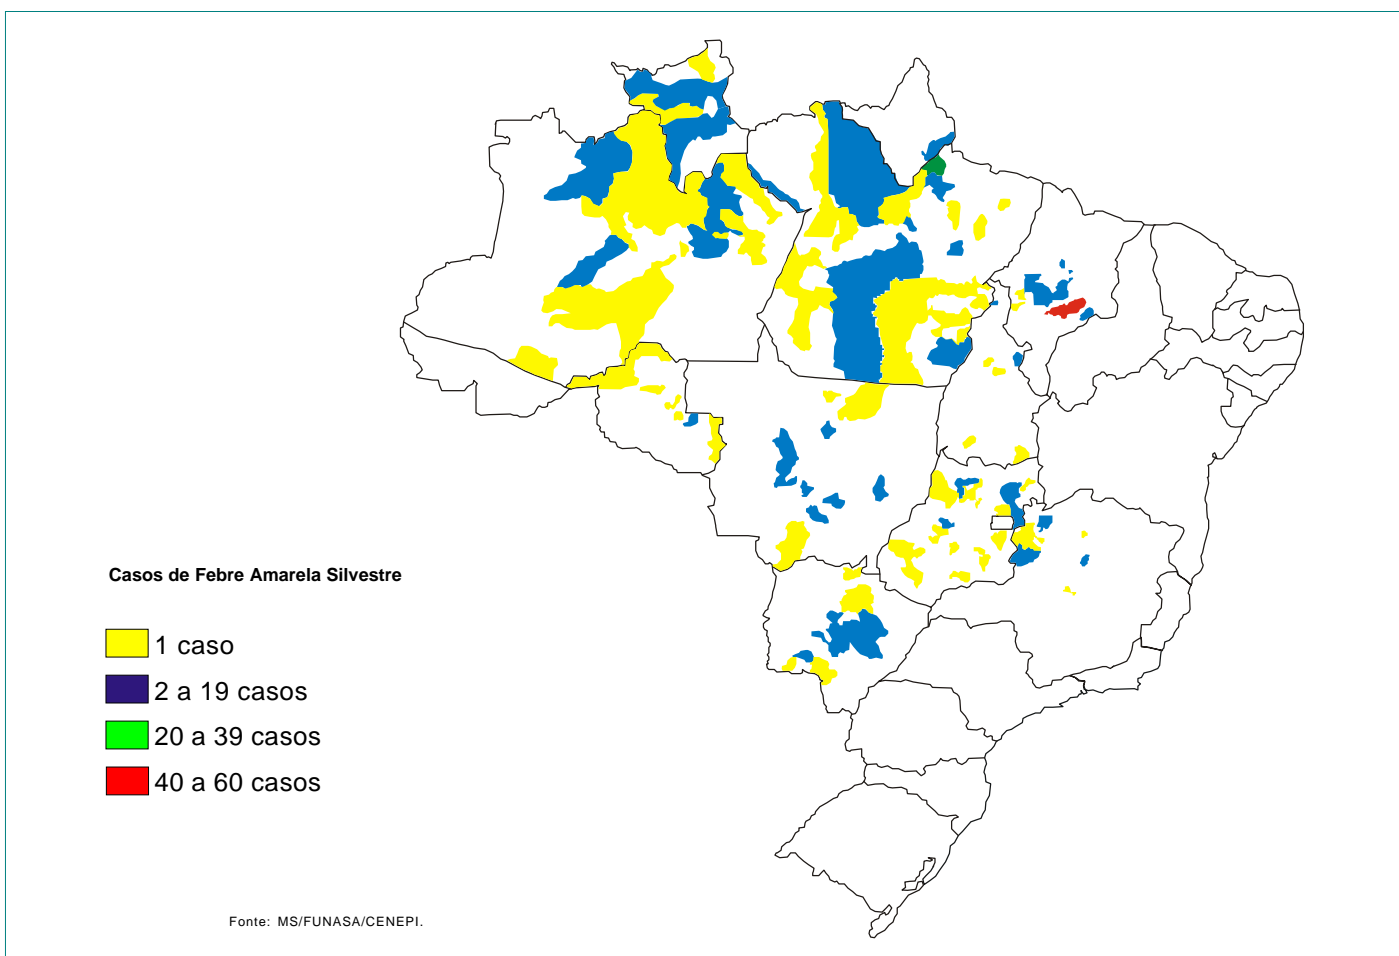 Casos de Febre Amarela Silvestre
1 caso
2 a 19 casos
20 a 39 casos
40 a 60 casos
Fonte: MS/FUNASA/CENEPI.